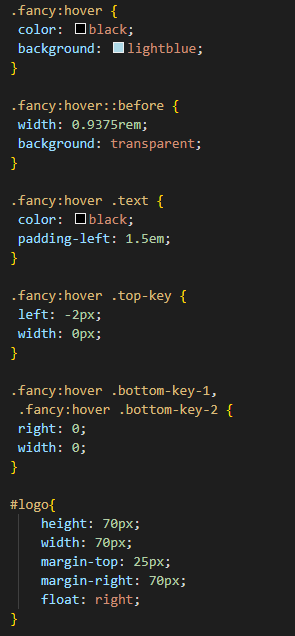 .fancy:hover {
 color: black;
 background: lightblue;
}

.fancy:hover::before {
 width: 0.9375rem;
 background: transparent;
}

.fancy:hover .text {
 color: black;
 padding-left: 1.5em;
}

.fancy:hover .top-key {
 left: -2px;
 width: 0px;
}

.fancy:hover .bottom-key-1,
 .fancy:hover .bottom-key-2 {
 right: 0;
 width: 0;
}

#logo{
    height: 70px;
    width: 70px;
    margin-top: 25px;
    margin-right: 70px;
    float: right;
}